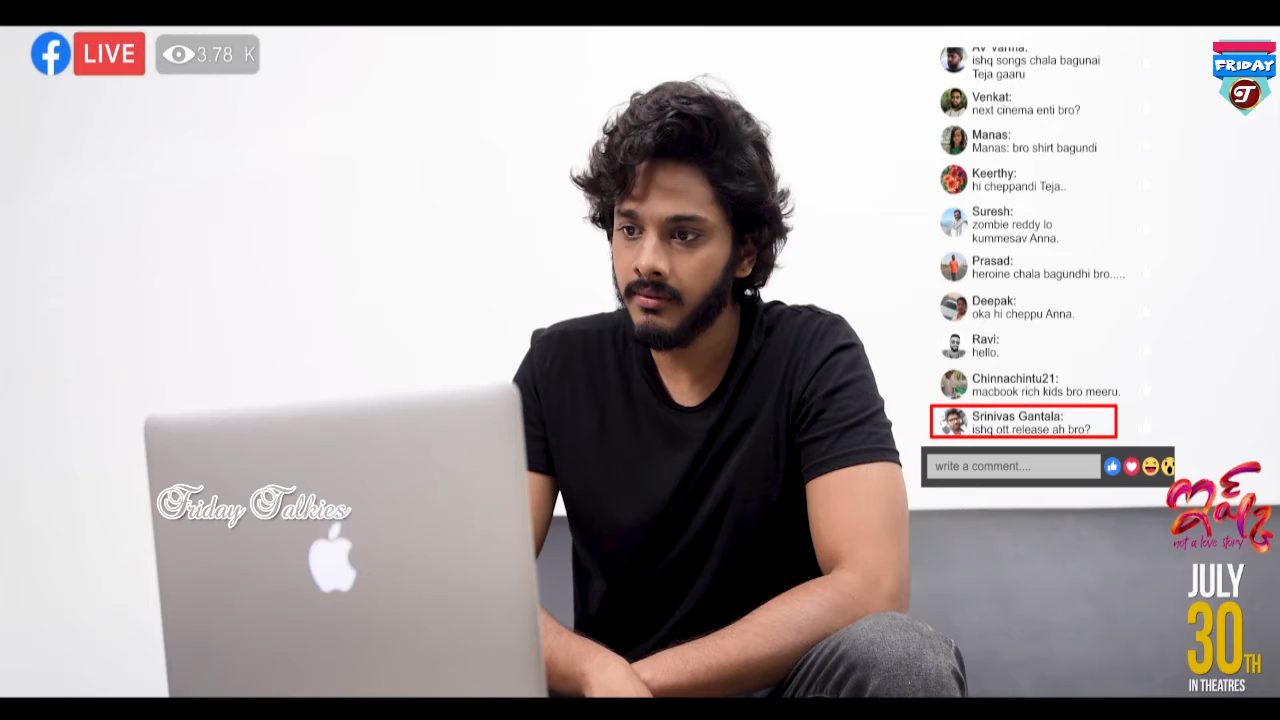 LIVE
3.78 K
AV Varma:
ishq songs chala bagunai
Teja gaaru
Venkat:
next cinema enti bro?
Manas:
Manas: bro shirt bagundi
Keerthy:
hi cheppandi Teja..
Suresh:
zombie reddy lo
kummesav Anna.
Prasad:
heroine chala bagundhi bro.....
Deepak:
oka hi cheppu Anna.
Ravi:
hello.
Chinnachintu21:
macbook rich kids bro meeru.
Srinivas Gantala:
ishq ott release ah bro?
write a comment....
FRIDAY
T
Friday Talkies
ఇష్క్
not a love story
JULY
30TH
IN THEATRES